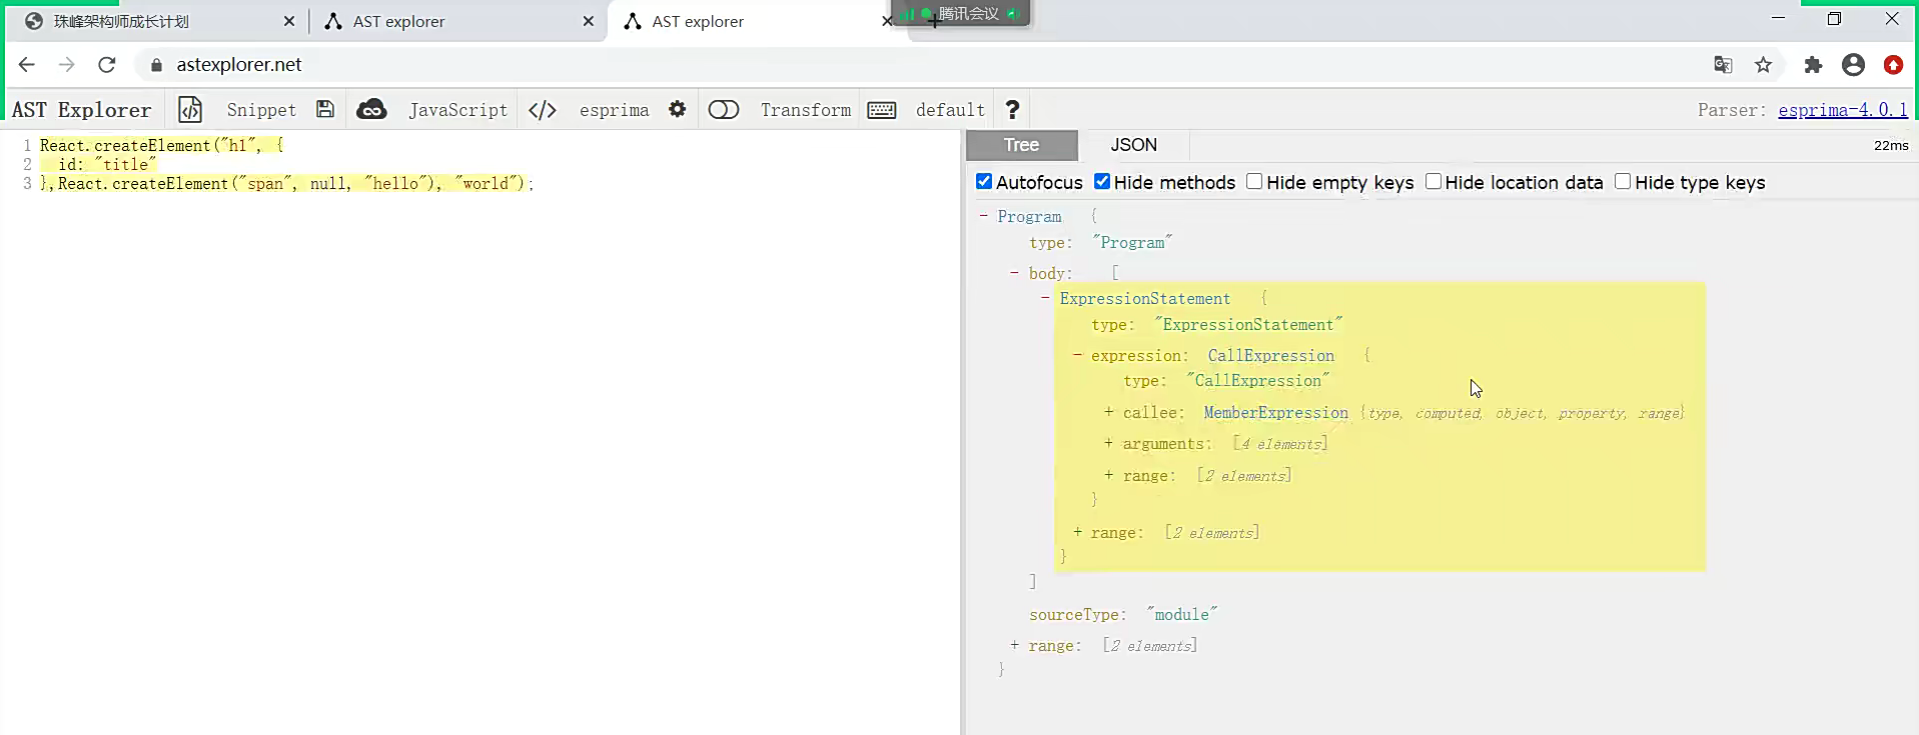 珠峰架构师成长计划
AST explorer
AST explorer
腾讯会议
astexplorer.net
AST Explorer Snippet JavaScript </> esprima Transform default ? Parser: esprima-4.0.1
1 React.createElement("h1", {
2 id: "title"
3 },React.createElement("span", null, "hello"), "world");
Tree JSON 22ms
Autofocus Hide methods Hide empty keys Hide location data Hide type keys
- Program {
type: "Program"
- body: [
- ExpressionStatement {
type: "ExpressionStatement"
- expression: CallExpression {
type: "CallExpression"
+ callee: MemberExpression {type, computed, object, property, range}
+ arguments: [4 elements]
+ range: [2 elements]
}
+ range: [2 elements]
}
]
sourceType: "module"
+ range: [2 elements]
}